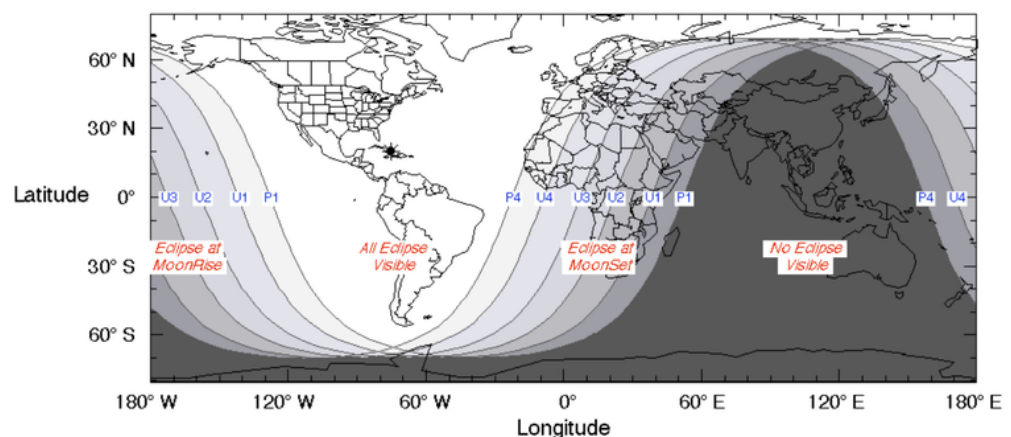 60° N
30° N
Latitude 0°
30° S
60° S
U3 U2 U1 P1 P4 U4 U3 U2 U1 P1 P4 U4
Eclipse at
MoonRise
All Eclipse
Visible
Eclipse at
MoonSet
No Eclipse
Visible
180° W 120° W 60° W 0° 60° E 120° E 180° E
Longitude